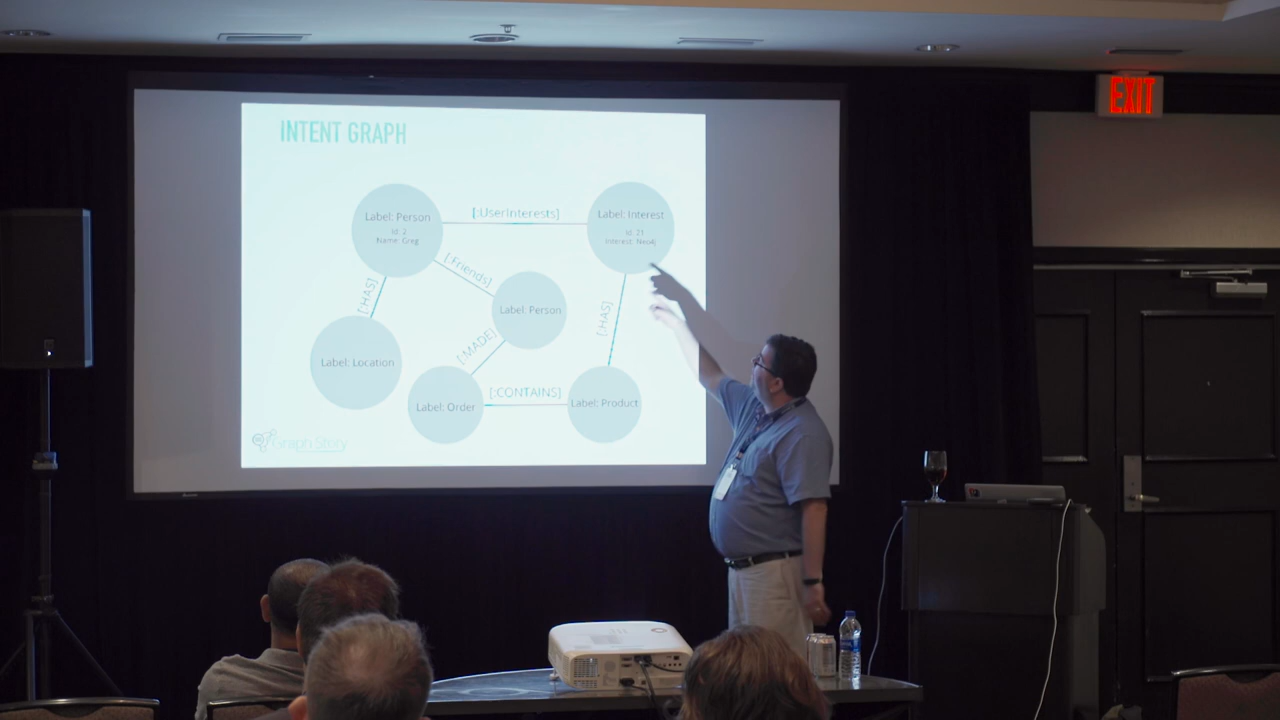 INTENT GRAPH
EXIT
Label: Person
Id: 2
Name: Greg
[:UserInterests]
Label: Interest
Id: 21
Interest: Neo4j
[:Friends]
[:HAS]
Label: Person
[:HAS]
[:MADE]
Label: Location
[:CONTAINS]
Label: Order
Label: Product
Graph Story